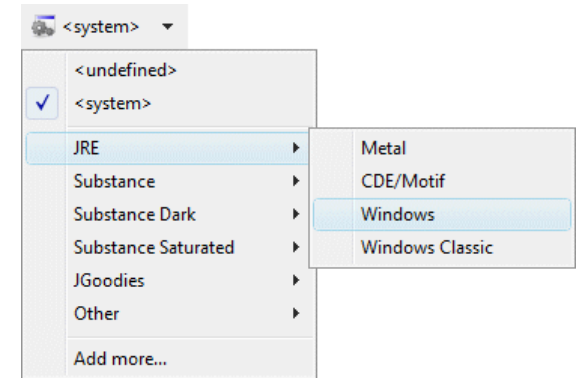 <system>
<undefined>
<system>
JRE
Substance
Substance Dark
Substance Saturated
JGoodies
Other
Add more...
Metal
CDE/Motif
Windows
Windows Classic